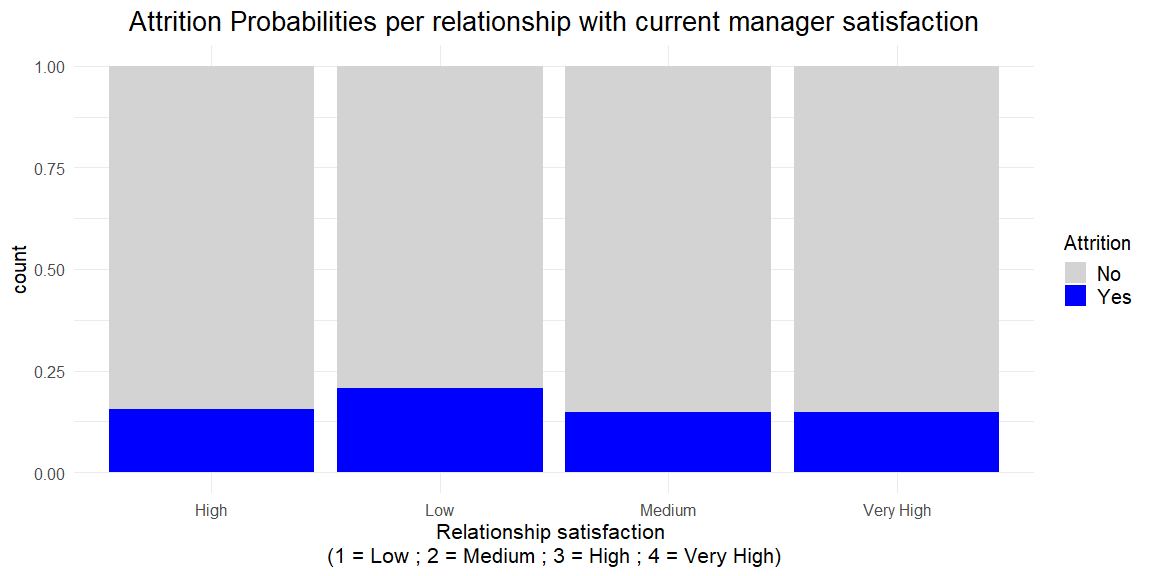 Attrition Probabilities per relationship with current manager satisfaction
1.00
0.75
0.50
0.25
0.00
count
High
Low
Medium
Very High
Relationship satisfaction
(1 = Low ; 2 = Medium ; 3 = High ; 4 = Very High)
Attrition
No
Yes